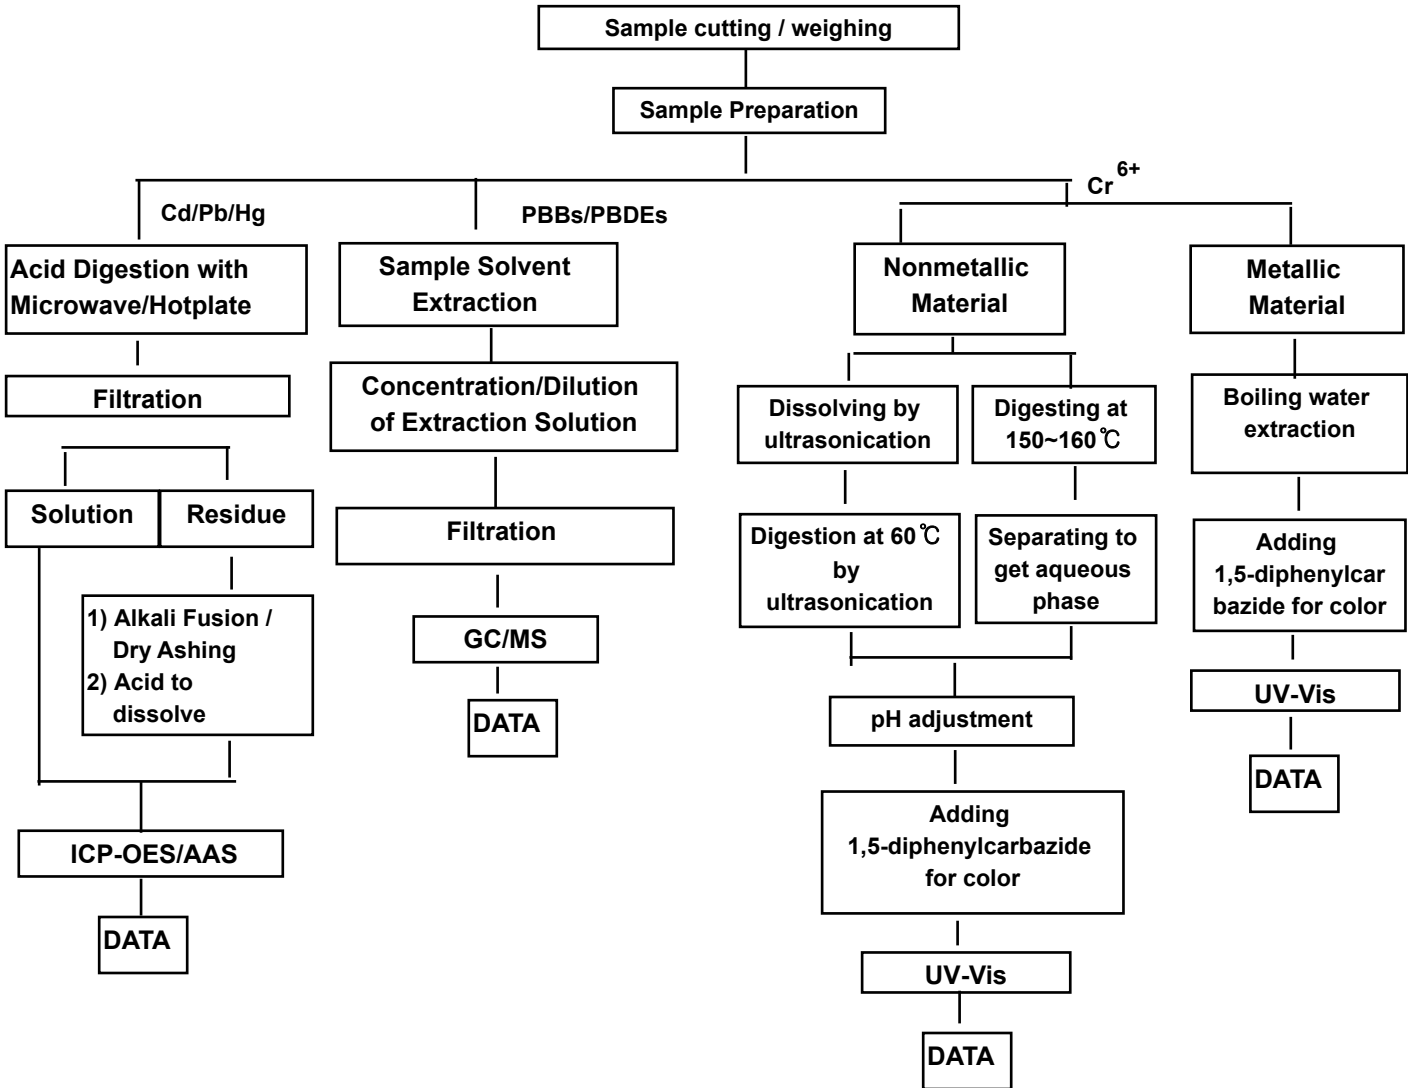 Sample cutting / weighing
Sample Preparation
Cd/Pb/Hg
PBBs/PBDEs
Cr 6+
Acid Digestion with
Microwave/Hotplate
Filtration
Solution
Residue
1) Alkali Fusion /
Dry Ashing
2) Acid to
dissolve
ICP-OES/AAS
DATA
Sample Solvent
Extraction
Concentration/Dilution
of Extraction Solution
Filtration
GC/MS
DATA
Nonmetallic
Material
Dissolving by
ultrasonication
Digestion at 60℃
by
ultrasonication
Digesting at
150~160℃
Separating to
get aqueous
phase
pH adjustment
Adding
1,5-diphenylcarbazide
for color
UV-Vis
DATA
Metallic
Material
Boiling water
extraction
Adding
1,5-diphenylcar
bazide for color
UV-Vis
DATA